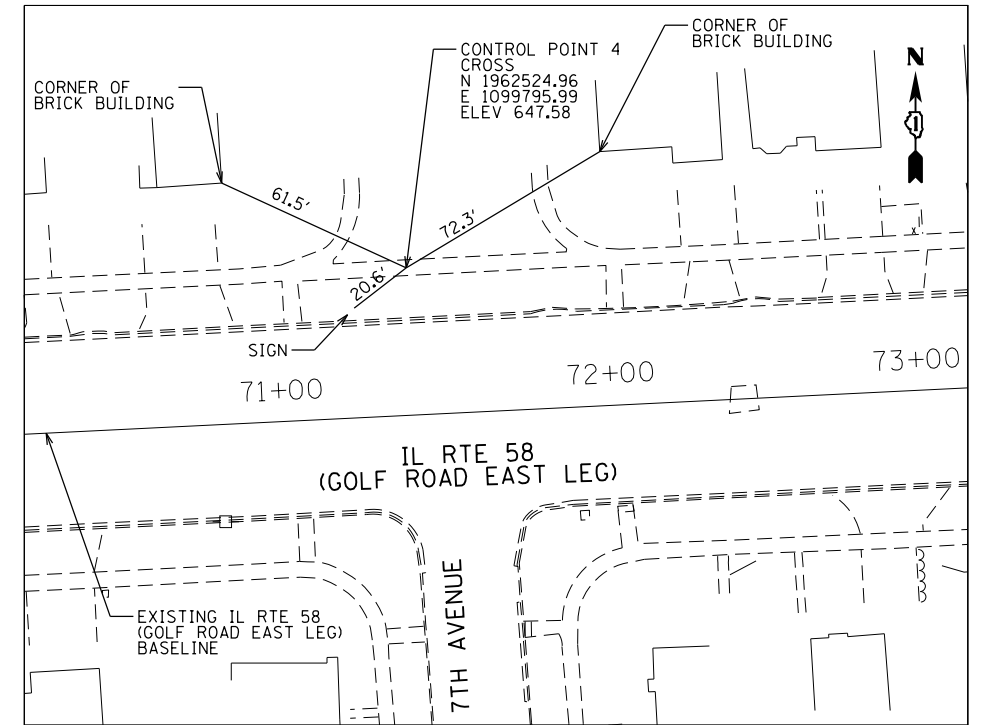 CORNER OF
BRICK BUILDING
CONTROL POINT 4
CROSS
N 1962524.96
E 1099795.99
ELEV 647.58
CORNER OF
BRICK BUILDING
N
61.5'
72.3'
20.6'
SIGN
71+00
72+00
73+00
IL RTE 58
(GOLF ROAD EAST LEG)
7TH AVENUE
EXISTING IL RTE 58
(GOLF ROAD EAST LEG)
BASELINE